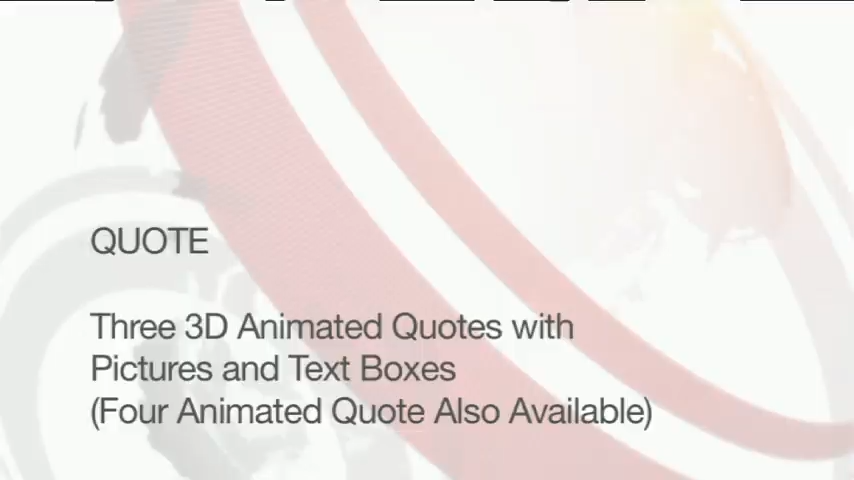 QUOTE
Three 3D Animated Quotes with
Pictures and Text Boxes
(Four Animated Quote Also Available)